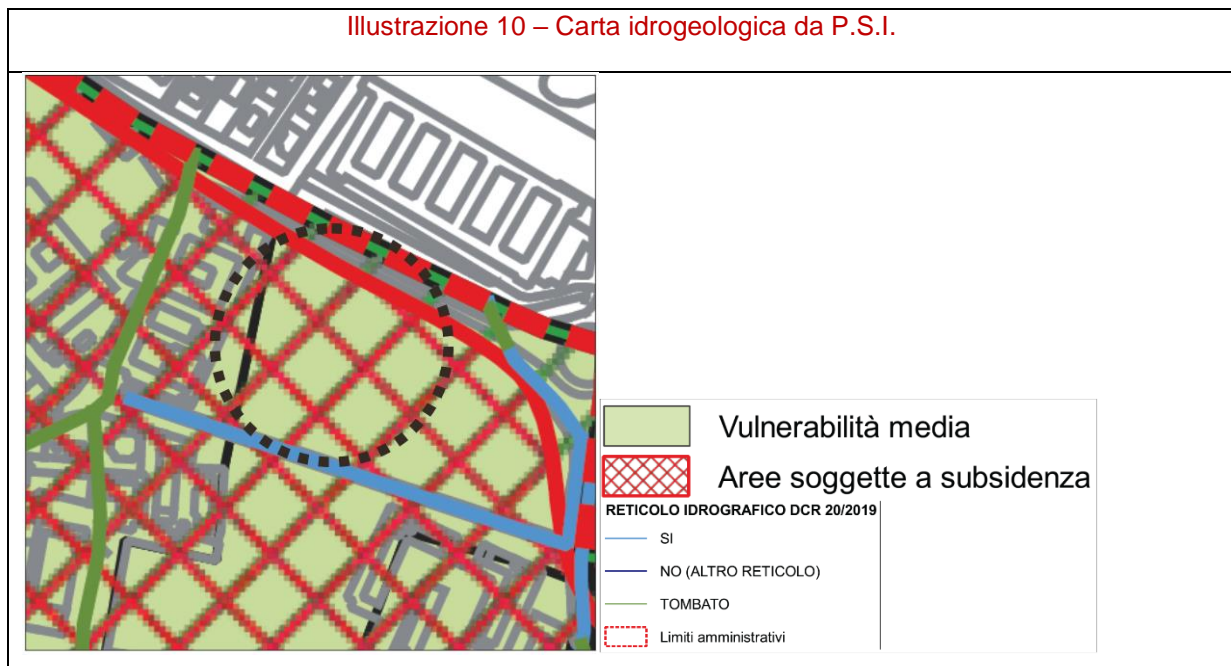 Illustrazione 10 – Carta idrogeologica da P.S.I.
Vulnerabilità media
Aree soggette a subsidenza
RETICOLO IDROGRAFICO DCR 20/2019
SI
NO (ALTRO RETICOLO)
TOMBATO
Limiti amministrativi